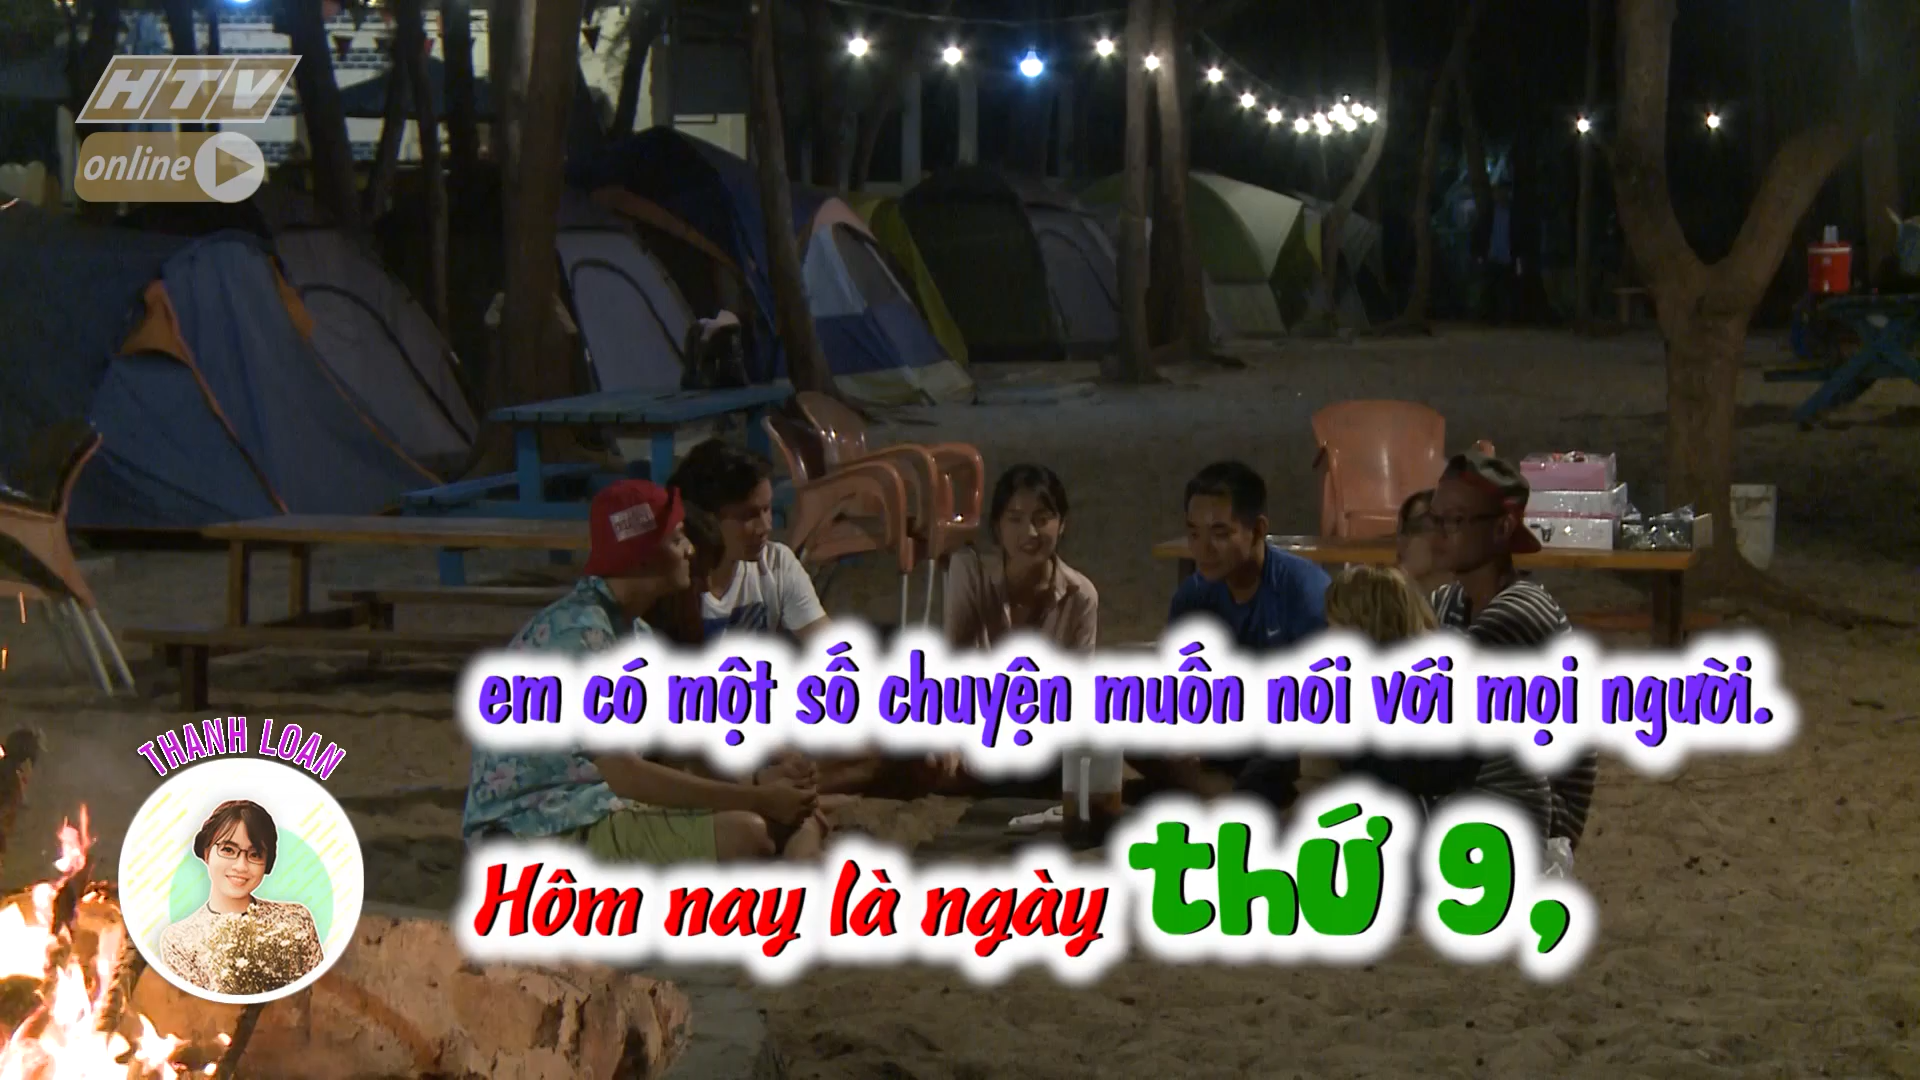 HTV
online
em có một số chuyện muốn nói với mọi người.
THANH LOAN
Hôm nay là ngày thứ 9,